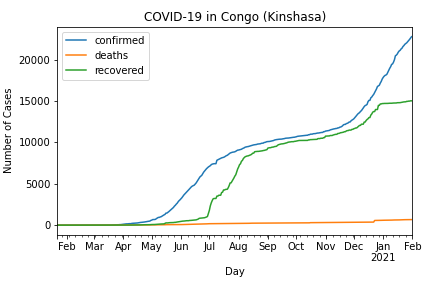 COVID-19 in Congo (Kinshasa)
confirmed
deaths
recovered
Number of Cases
20000
15000
10000
5000
0
Feb Mar Apr May Jun Jul Aug Sep Oct Nov Dec Jan Feb
2021
Day